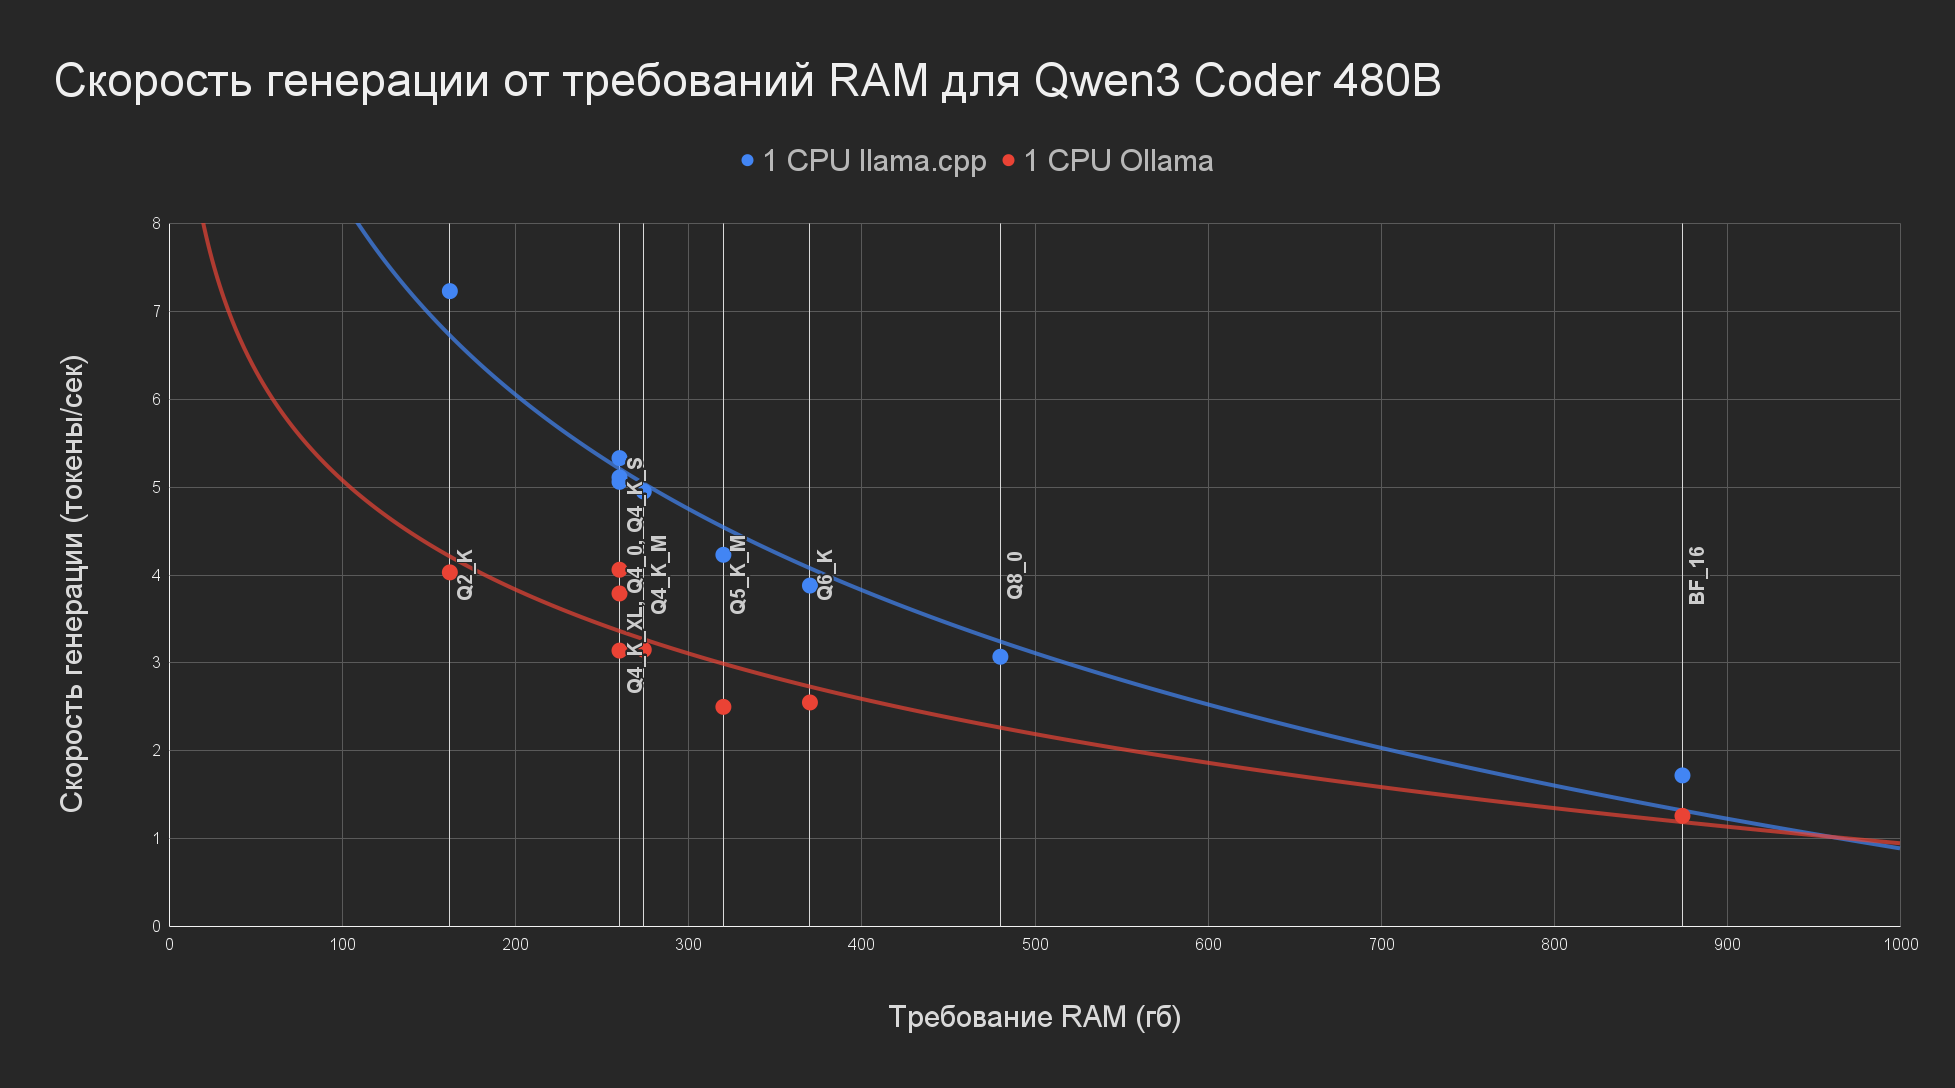 Скорость генерации от требований RAM для Qwen3 Coder 480B
1 CPU llama.cpp
1 CPU Ollama
Скорость генерации (токены/сек)
8
7
6
5
4
3
2
1
0
Q2_K
Q4_K_XL, Q4_0, Q4_K_S
Q4_K_M
Q5_K_M
Q6_K
Q8_0
BF_16
0 100 200 300 400 500 600 700 800 900 1000
Требование RAM (гб)